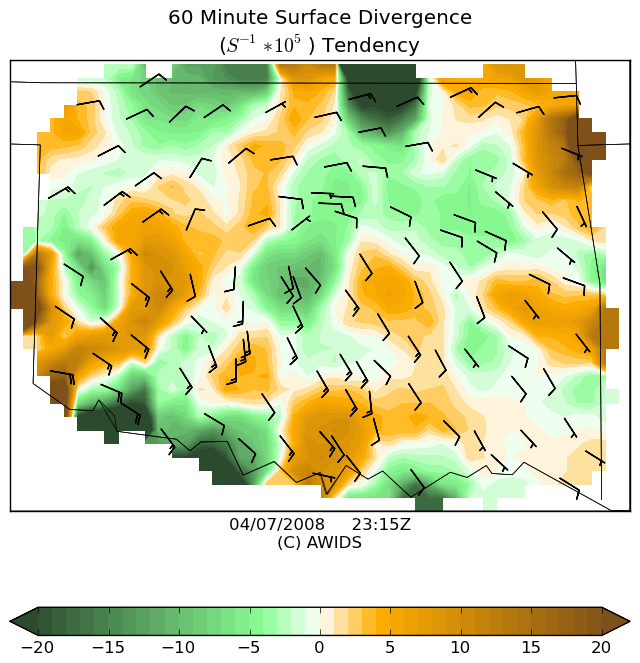 60 Minute Surface Divergence
(S⁻¹ * 10⁵ ) Tendency
04/07/2008 23:15Z
(C) AWIDS
−20 −15 −10 −5 0 5 10 15 20